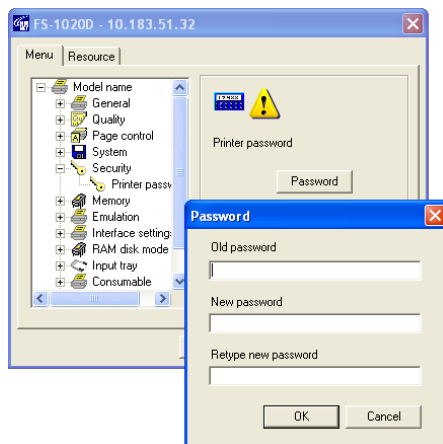 FS-1020D - 10.183.51.32
Menu
Resource
Model name
General
Quality
Page control
System
Security
Printer passw
Memory
Emulation
Interface setting:
RAM disk mode
Input tray
Consumable
Printer password
Password
Password
Old password
New password
Retype new password
OK
Cancel